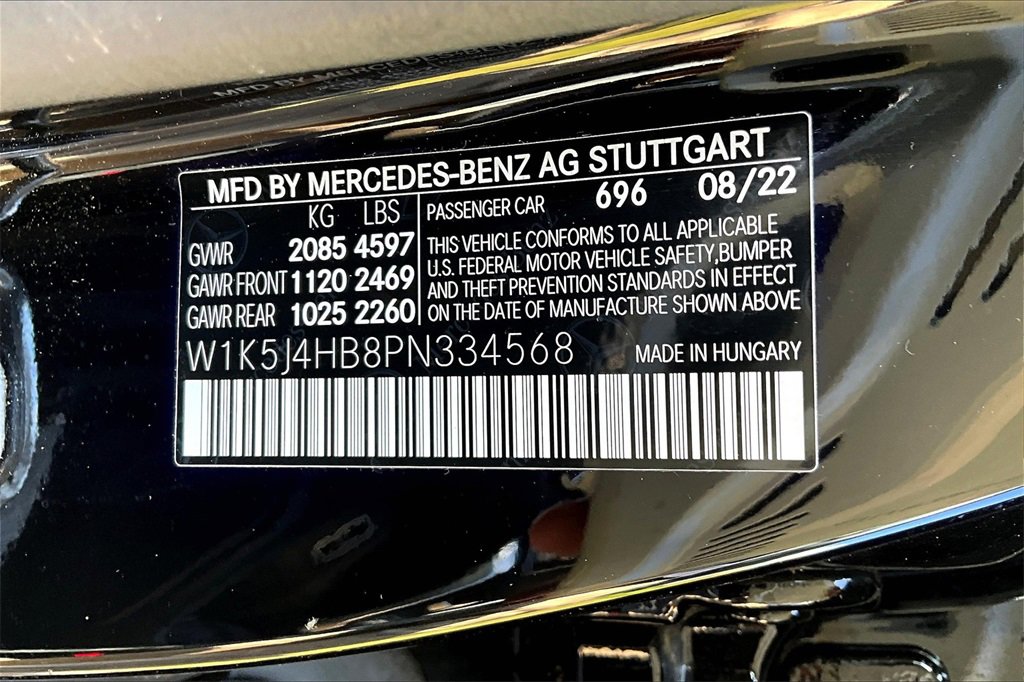 MFD BY MERCEDES-BENZ AG STUTTGART
KG LBS
GVWR 2085 4597
GAWR FRONT 1120 2469
GAWR REAR 1025 2260
PASSENGER CAR 696 08/22
THIS VEHICLE CONFORMS TO ALL APPLICABLE
U.S. FEDERAL MOTOR VEHICLE SAFETY,BUMPER
AND THEFT PREVENTION STANDARDS IN EFFECT
ON THE DATE OF MANUFACTURE SHOWN ABOVE
W1K5J4HB8PN334568 MADE IN HUNGARY